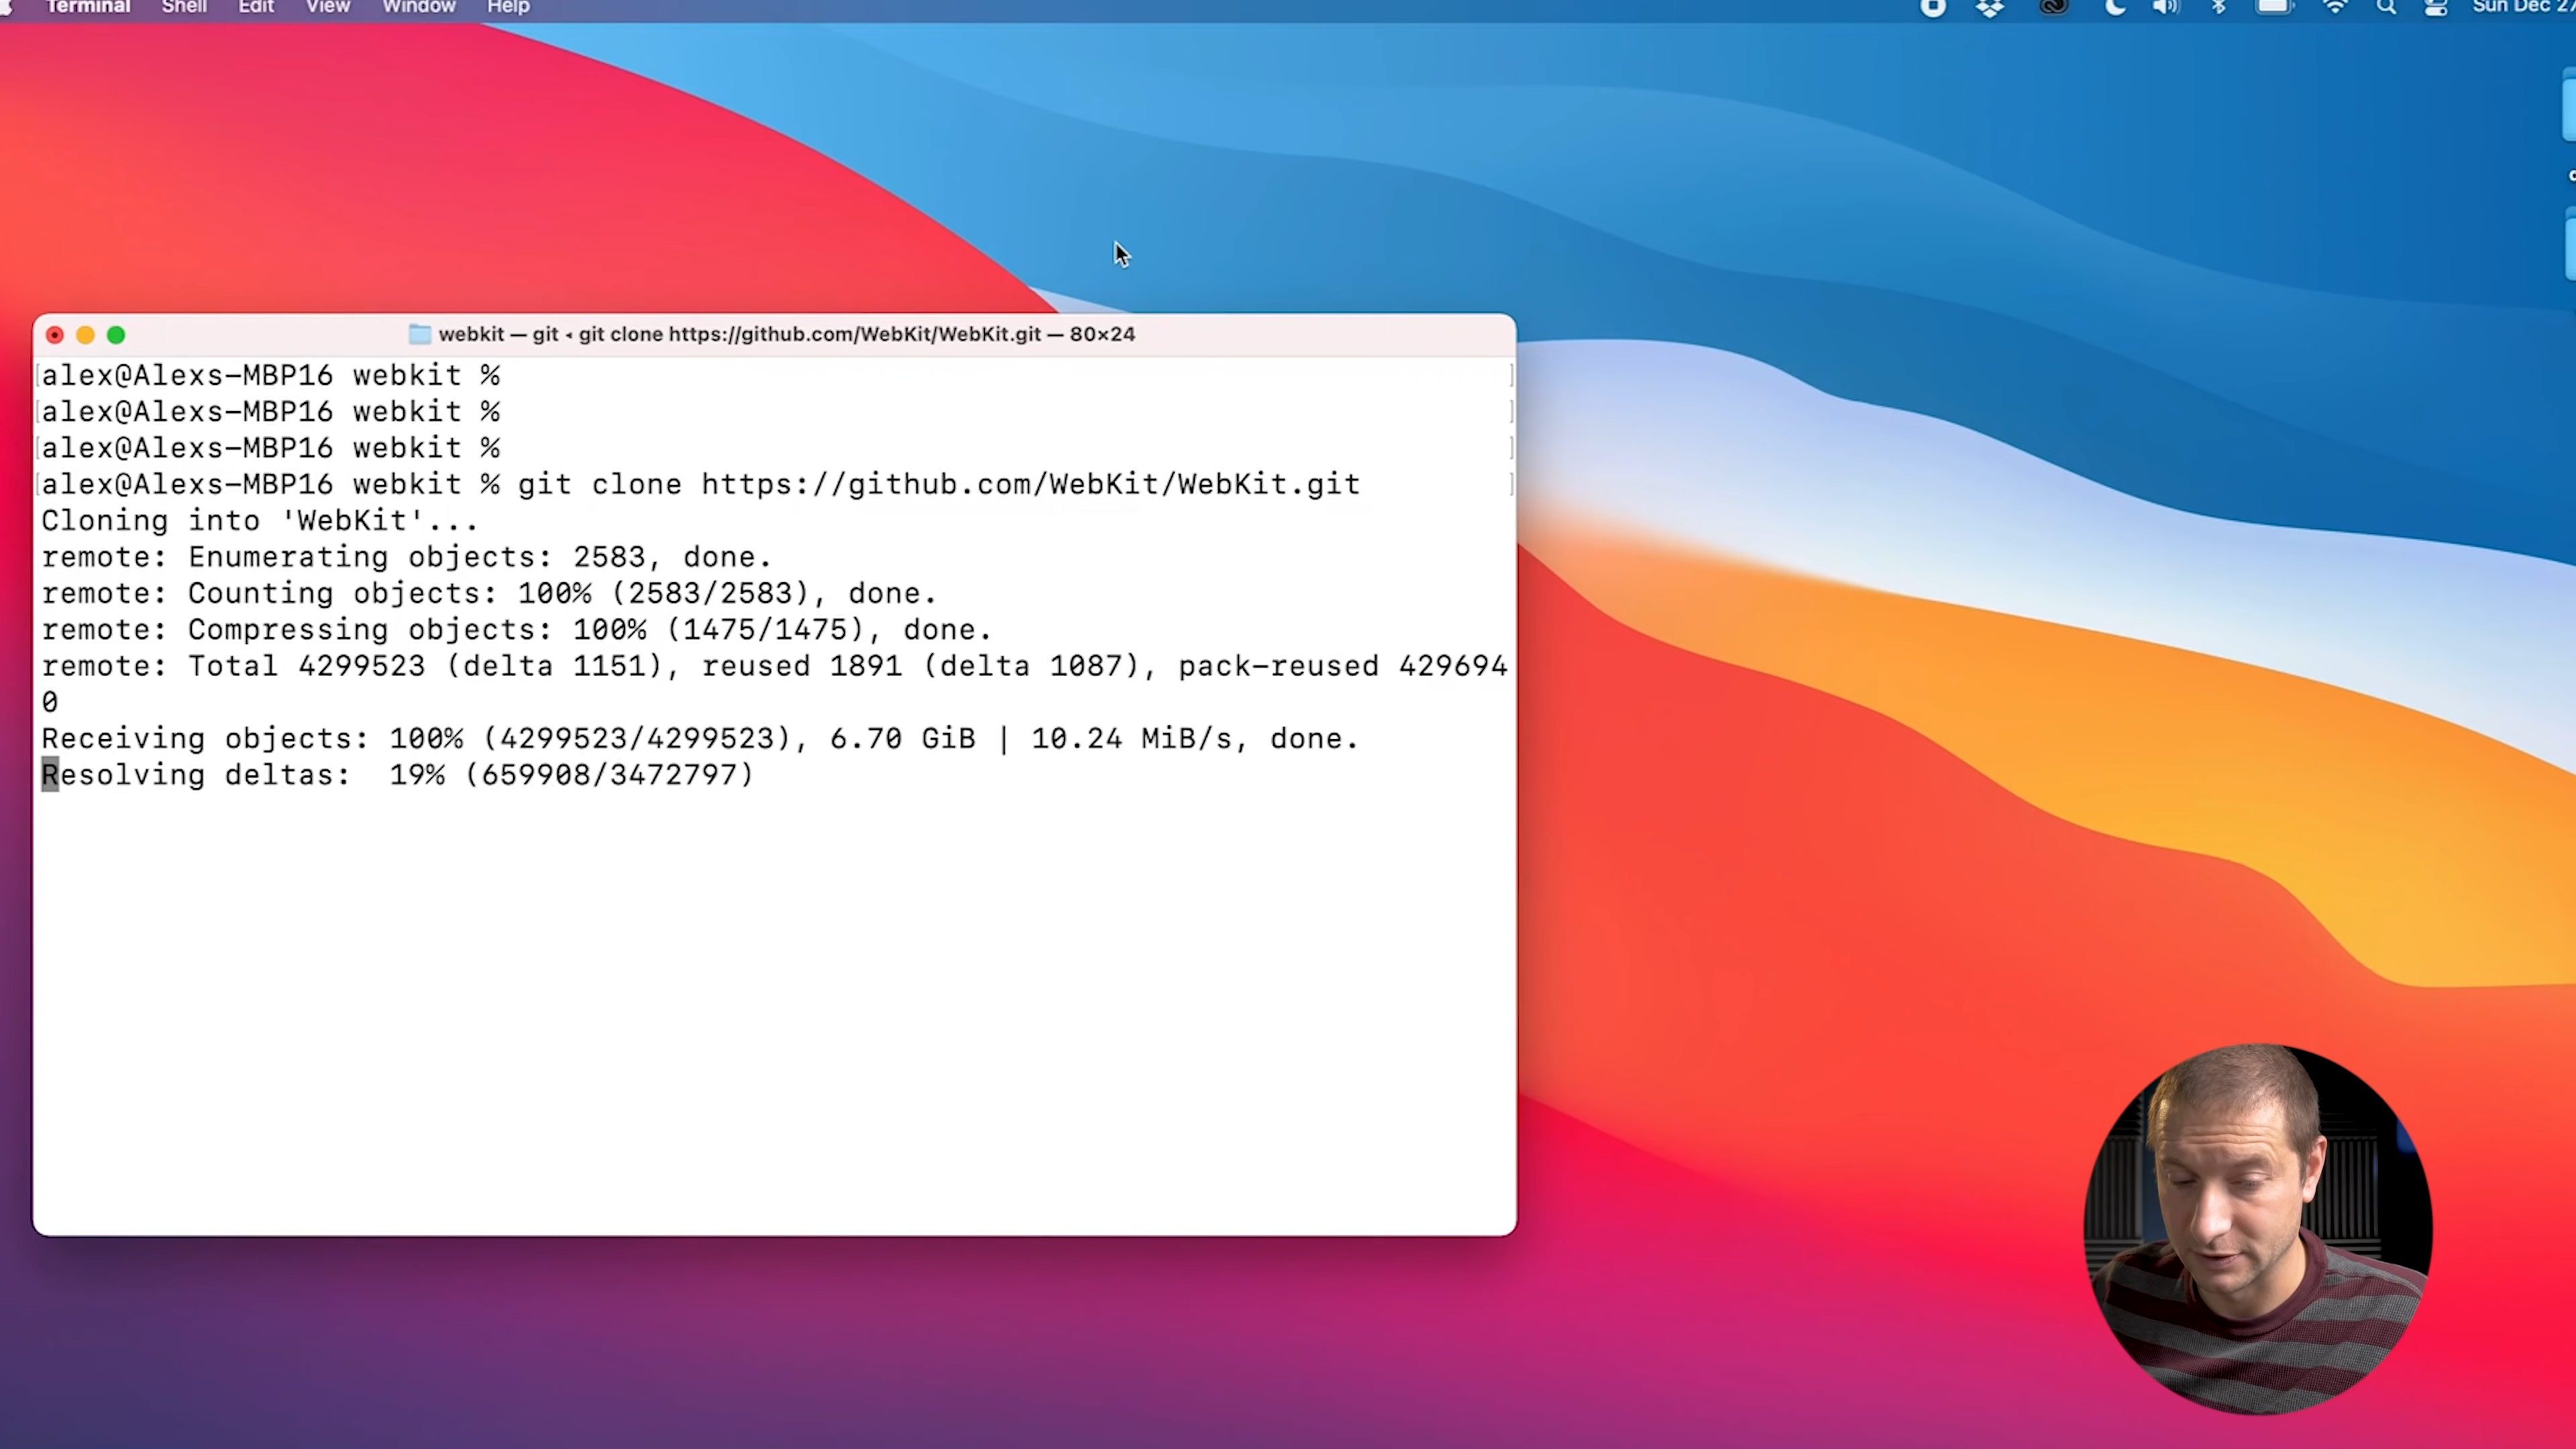 Terminal Shell Edit View Window Help Sun Dec 27
webkit — git ◂ git clone https://github.com/WebKit/WebKit.git — 80×24
[alex@Alexs-MBP16 webkit % ]
[alex@Alexs-MBP16 webkit % ]
[alex@Alexs-MBP16 webkit % ]
[alex@Alexs-MBP16 webkit % git clone https://github.com/WebKit/WebKit.git ]
Cloning into 'WebKit'...
remote: Enumerating objects: 2583, done.
remote: Counting objects: 100% (2583/2583), done.
remote: Compressing objects: 100% (1475/1475), done.
remote: Total 4299523 (delta 1151), reused 1891 (delta 1087), pack-reused 429694
0
Receiving objects: 100% (4299523/4299523), 6.70 GiB | 10.24 MiB/s, done.
Resolving deltas:  19% (659908/3472797)